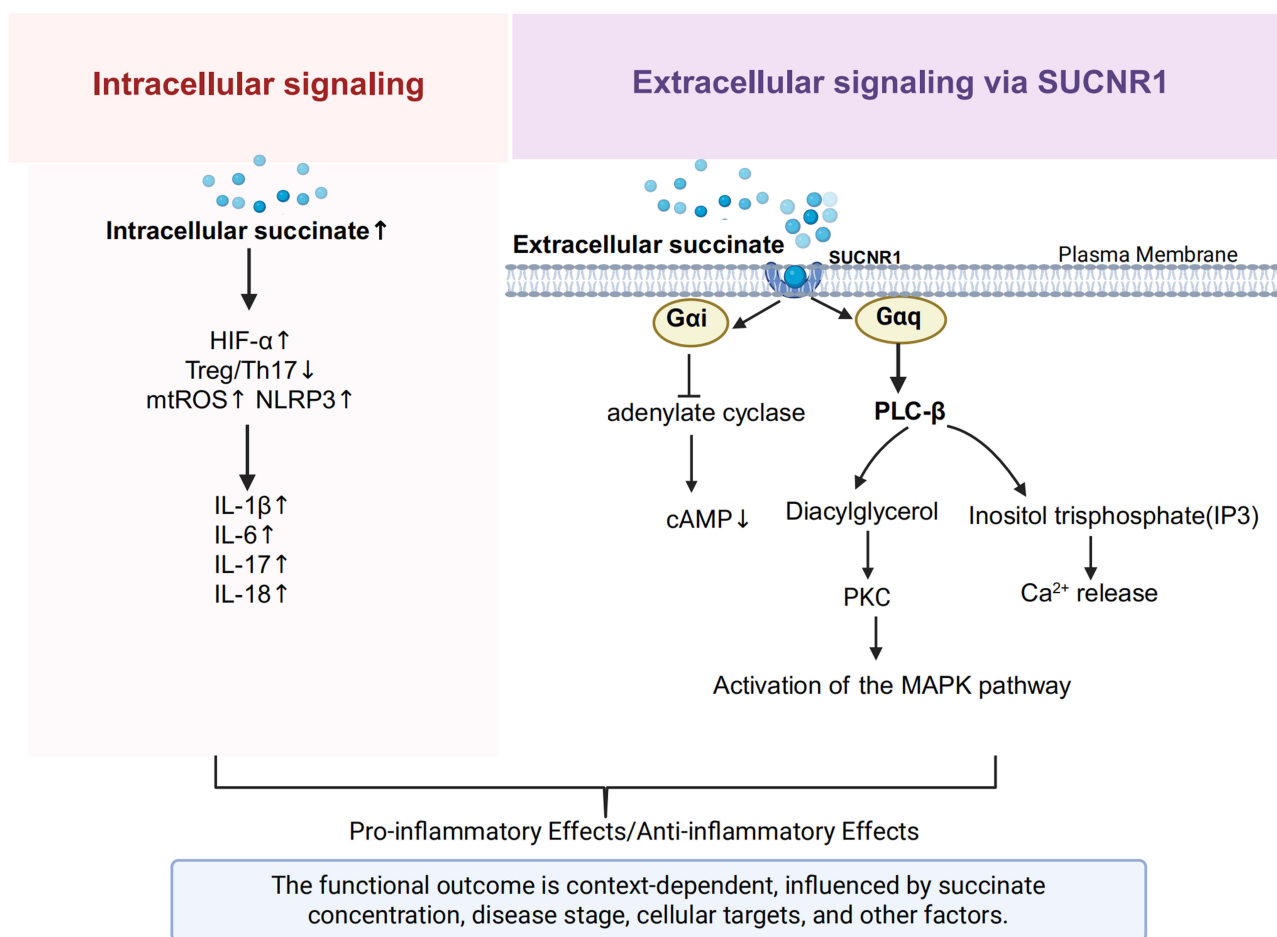 Intracellular signaling
Extracellular signaling via SUCNR1
Intracellular succinate↑
HIF-α↑
Treg/Th17↓
mtROS↑ NLRP3↑
IL-1β↑
IL-6↑
IL-17↑
IL-18↑
Extracellular succinate
SUCNR1
Plasma Membrane
Gαi
Gαq
adenylate cyclase
PLC-β
cAMP↓
Diacylglycerol
Inositol trisphosphate(IP3)
PKC
Ca²⁺ release
Activation of the MAPK pathway
Pro-inflammatory Effects/Anti-inflammatory Effects
The functional outcome is context-dependent, influenced by succinate
concentration, disease stage, cellular targets, and other factors.